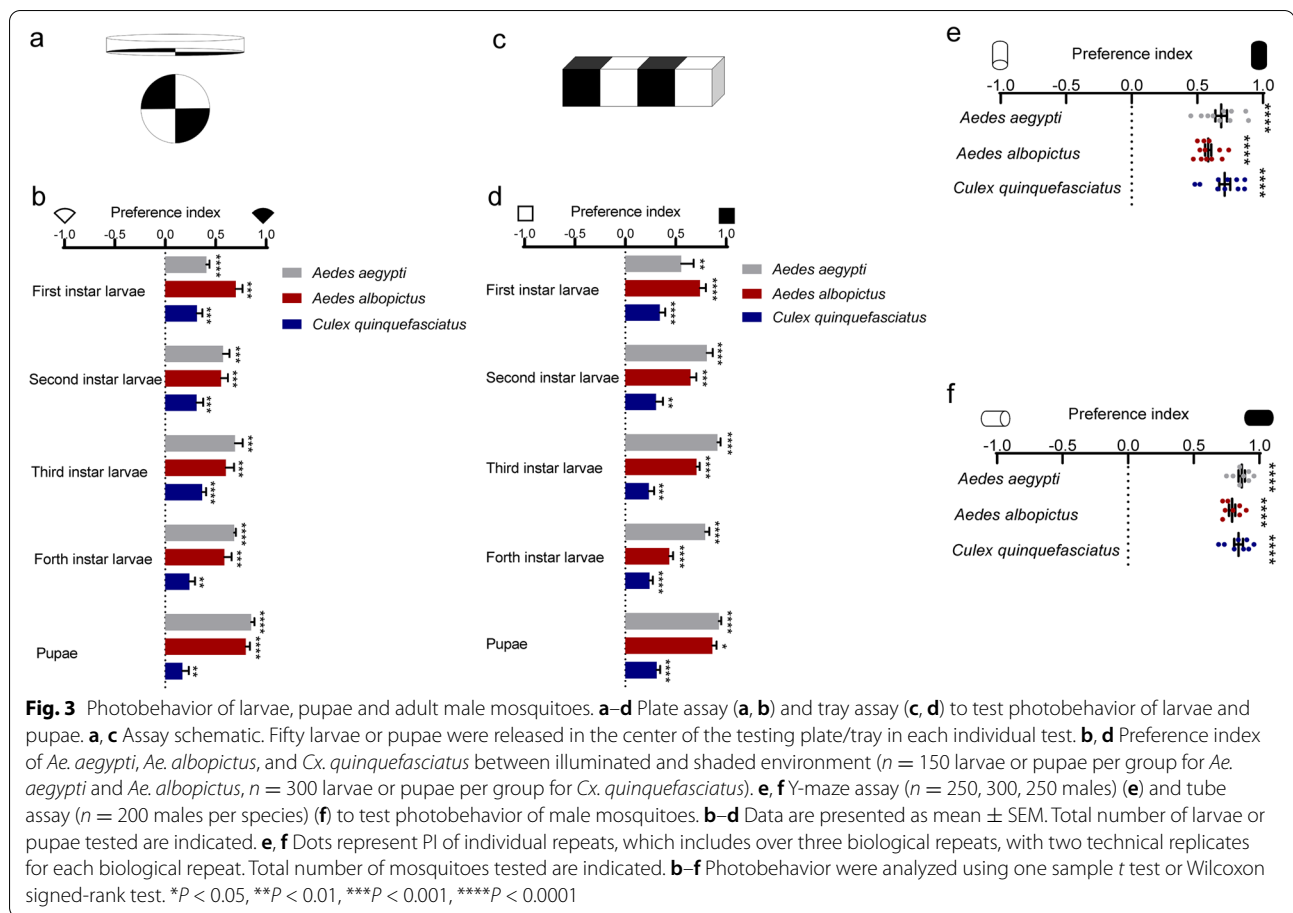 a
c
e
Preference index
-1.0 -0.5 0.0 0.5 1.0
Aedes aegypti
****
Aedes albopictus
****
Culex quinquefasciatus
****
b
Preference index
-1.0 -0.5 0.0 0.5 1.0
First instar larvae
****
***
***
Second instar larvae
***
***
***
Third instar larvae
***
***
****
Forth instar larvae
****
***
**
Pupae
****
****
**
Aedes aegypti
Aedes albopictus
Culex quinquefasciatus
d
Preference index
-1.0 -0.5 0.0 0.5 1.0
First instar larvae
**
****
****
Second instar larvae
****
***
**
Third instar larvae
****
****
***
Forth instar larvae
****
****
****
Pupae
****
*
****
Aedes aegypti
Aedes albopictus
Culex quinquefasciatus
f
Preference index
-1.0 -0.5 0.0 0.5 1.0
Aedes aegypti
****
Aedes albopictus
****
Culex quinquefasciatus
****
Fig. 3 Photobehavior of larvae, pupae and adult male mosquitoes. a–d Plate assay (a, b) and tray assay (c, d) to test photobehavior of larvae and
pupae. a, c Assay schematic. Fifty larvae or pupae were released in the center of the testing plate/tray in each individual test. b, d Preference index
of Ae. aegypti, Ae. albopictus, and Cx. quinquefasciatus between illuminated and shaded environment (n = 150 larvae or pupae per group for Ae.
aegypti and Ae. albopictus, n = 300 larvae or pupae per group for Cx. quinquefasciatus). e, f Y-maze assay (n = 250, 300, 250 males) (e) and tube
assay (n = 200 males per species) (f) to test photobehavior of male mosquitoes. b–d Data are presented as mean ± SEM. Total number of larvae or
pupae tested are indicated. e, f Dots represent PI of individual repeats, which includes over three biological repeats, with two technical replicates
for each biological repeat. Total number of mosquitoes tested are indicated. b–f Photobehavior were analyzed using one sample t test or Wilcoxon
signed-rank test. *P < 0.05, **P < 0.01, ***P < 0.001, ****P < 0.0001